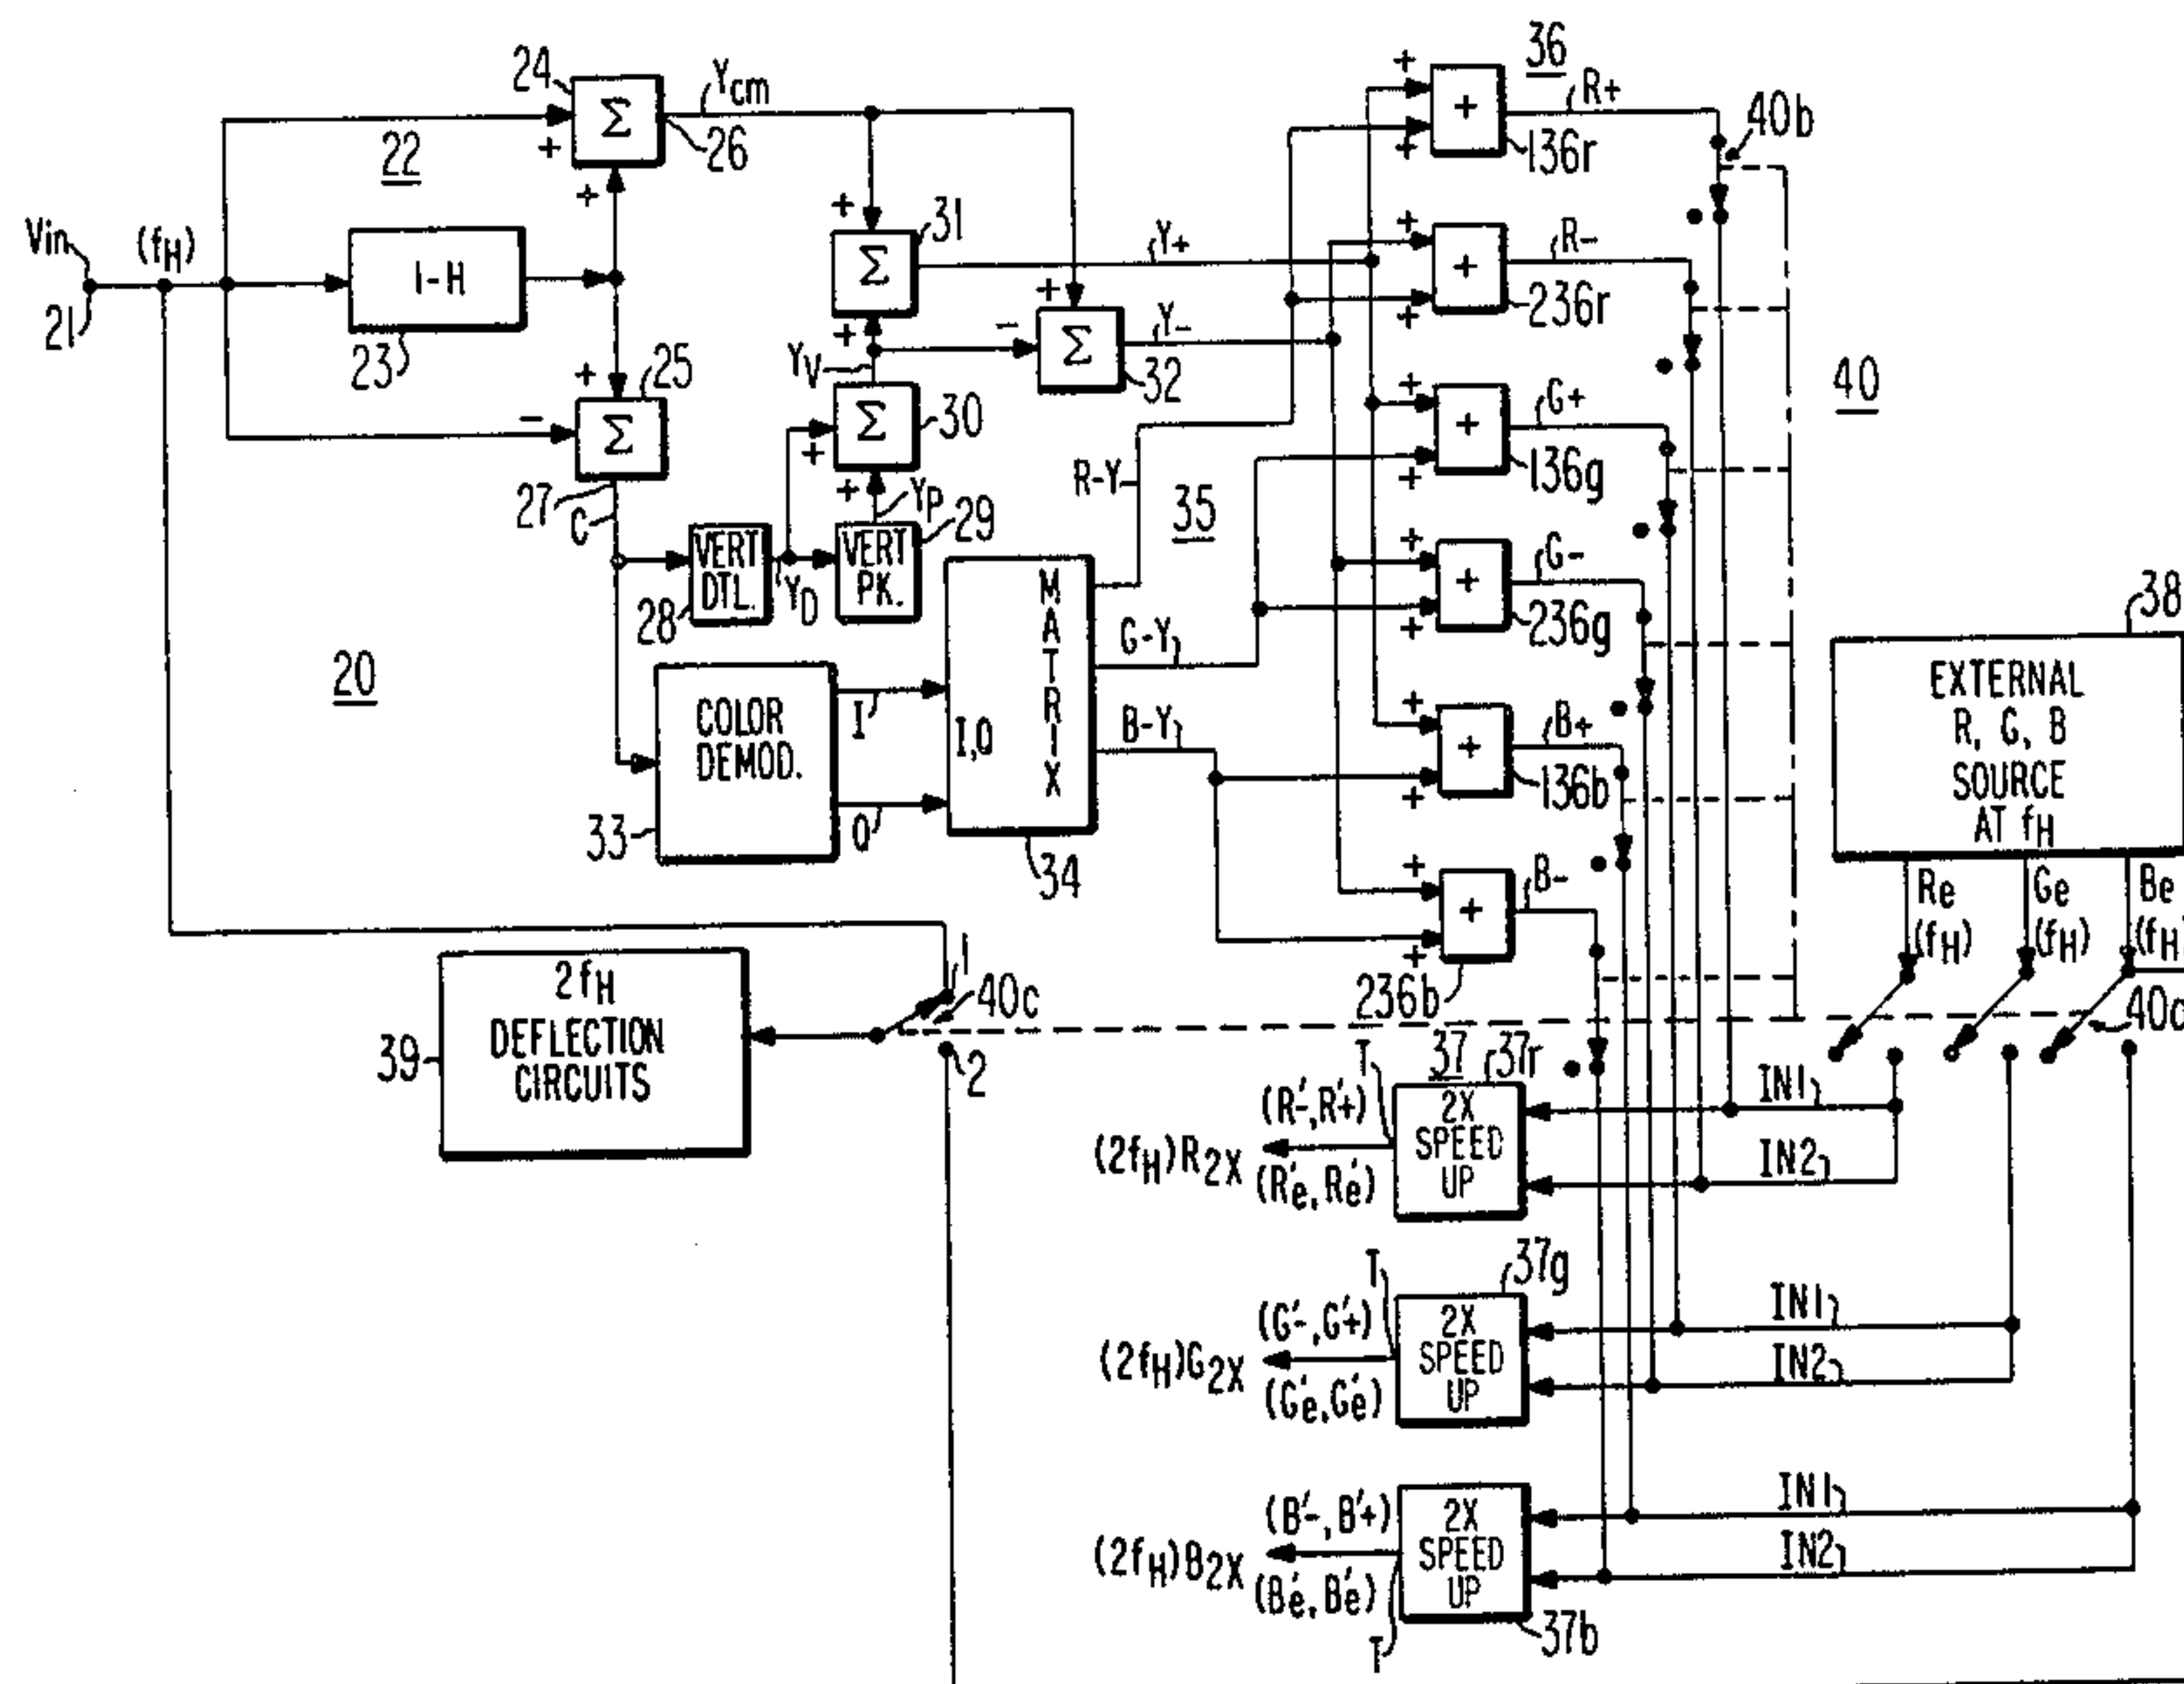 36
24
Σ
Ycm
+
22
+
26
+
136r
R+
40b
+
+
Vin
(fH)
21
1-H
23
+
Σ
31
+
+
Y+
+
236r
R-
+
+
-
Σ
32
Y-
40
+
25
-
Σ
27
C
YV
Σ
30
+
+
YP
R-Y
35
+
136g
G+
+
+
VERT
DTL.
28
YD
VERT
PK.
29
+
236g
G-
+
+
20
COLOR
DEMOD.
33
I
Q
I,Q
MATRIX
34
G-Y
B-Y
+
136b
B+
+
+
+
236b
B-
+
+
38
EXTERNAL
R, G, B
SOURCE
AT fH
Re
(fH)
Ge
(fH)
Be
(fH
2fH
DEFLECTION
CIRCUITS
39
1
40c
2
40a
37
T
37r
(R'-,R'+)
(2fH)R2X
(R'e,R'e)
2X
SPEED
UP
IN1
IN2
T
37g
(G'-,G'+)
(2fH)G2X
(G'e,G'e)
2X
SPEED
UP
IN1
IN2
(B'-,B'+)
(2fH)B2X
(B'e,B'e)
T
2X
SPEED
UP
37b
IN1
IN2